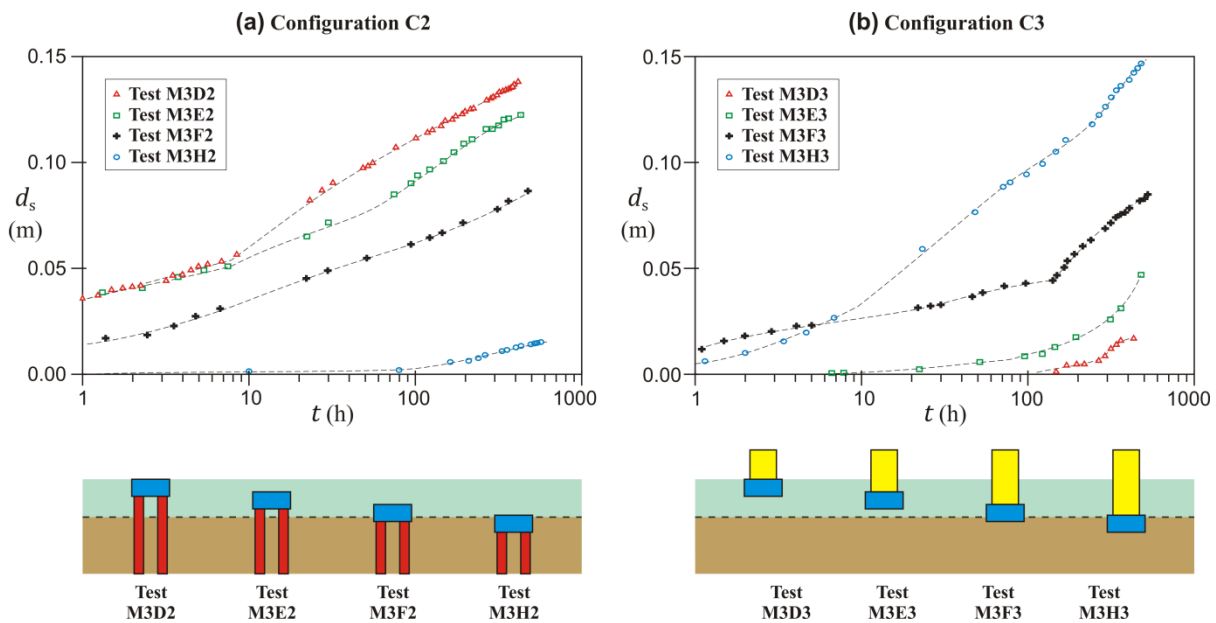 (a) Configuration C2
0.15
0.10
0.05
0.00
dₛ
(m)
Test M3D2
Test M3E2
Test M3F2
Test M3H2
1
10
100
1000
t (h)
Test
M3D2
Test
M3E2
Test
M3F2
Test
M3H2
(b) Configuration C3
0.15
0.10
0.05
0.00
dₛ
(m)
Test M3D3
Test M3E3
Test M3F3
Test M3H3
1
10
100
1000
t (h)
Test
M3D3
Test
M3E3
Test
M3F3
Test
M3H3